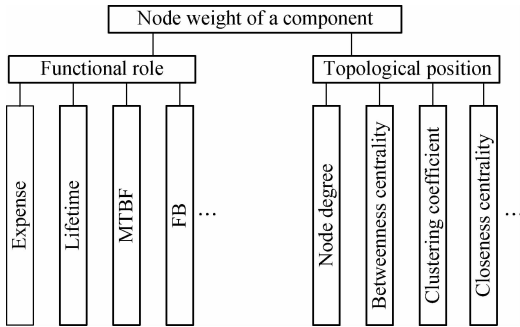 Node weight of a component
Functional role
Topological position
Expense
Lifetime
MTBF
FB
...
Node degree
Betweenness centrality
Clustering coefficient
Closeness centrality
...